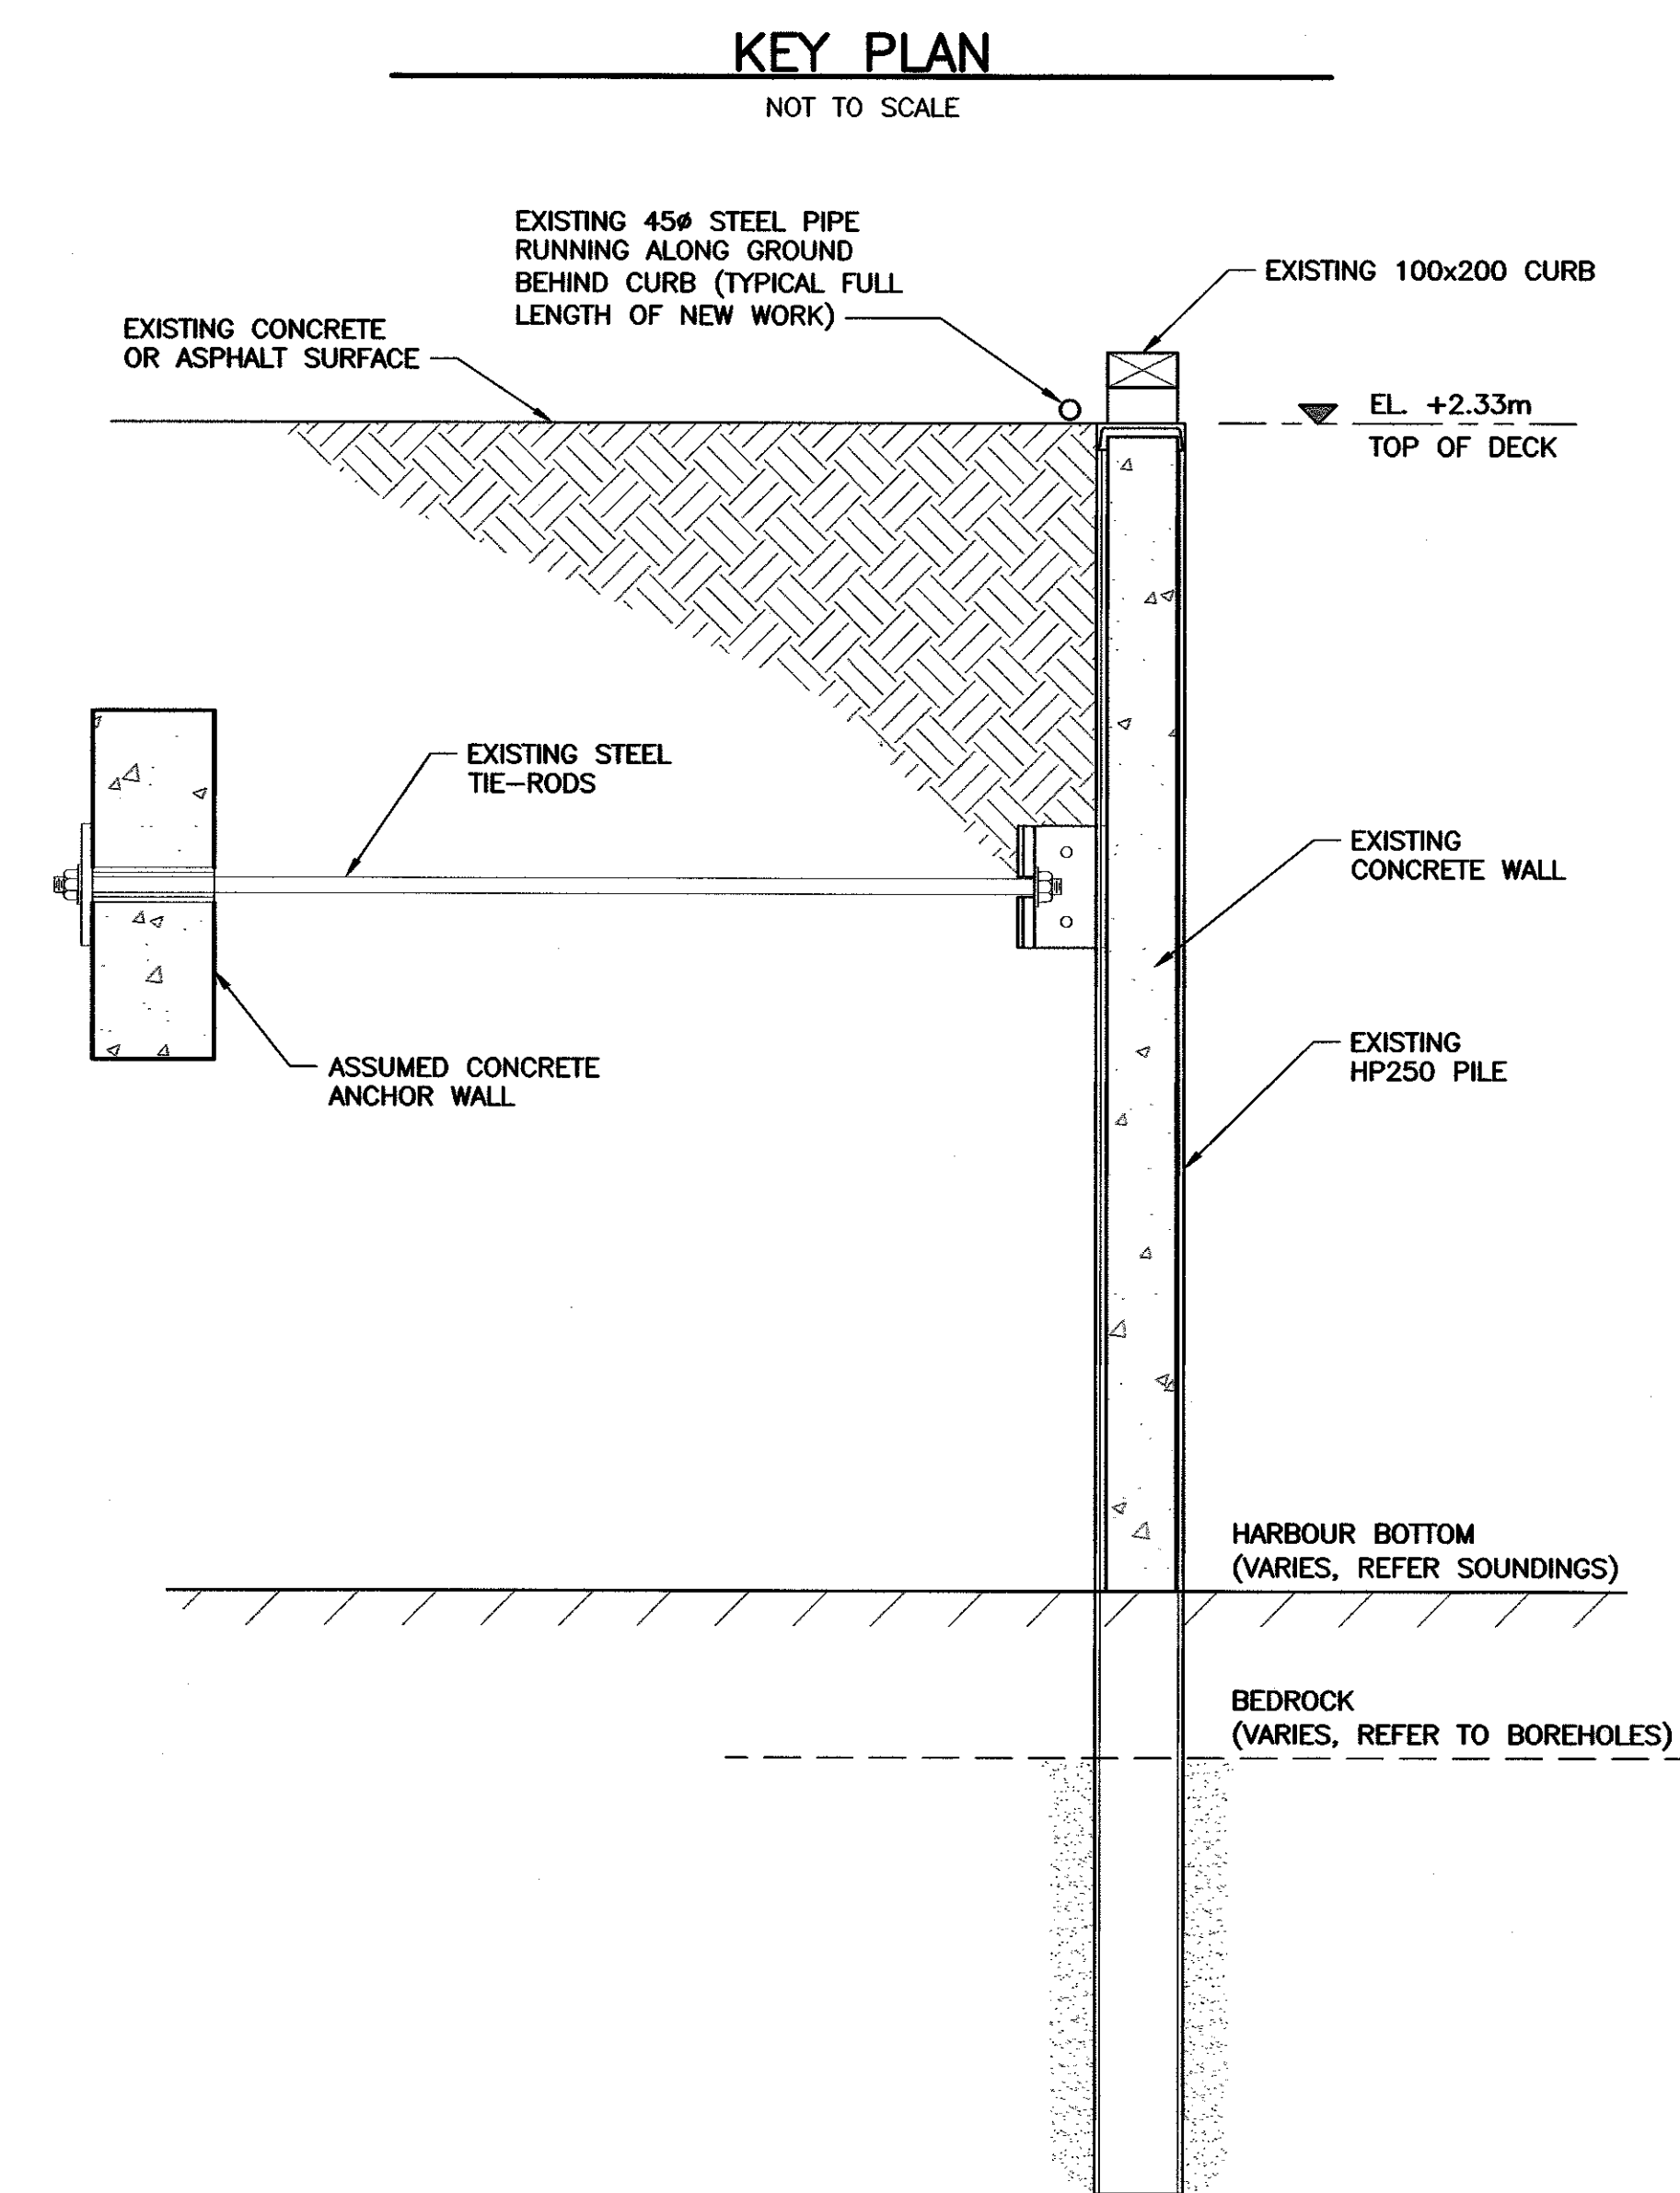 KEY PLAN
NOT TO SCALE
EXISTING 45ø STEEL PIPE
RUNNING ALONG GROUND
BEHIND CURB (TYPICAL FULL
LENGTH OF NEW WORK)
EXISTING 100x200 CURB
EXISTING CONCRETE
OR ASPHALT SURFACE
EL. +2.33m
TOP OF DECK
EXISTING STEEL
TIE-RODS
EXISTING
CONCRETE WALL
EXISTING
HP250 PILE
ASSUMED CONCRETE
ANCHOR WALL
HARBOUR BOTTOM
(VARIES, REFER SOUNDINGS)
BEDROCK
(VARIES, REFER TO BOREHOLES)